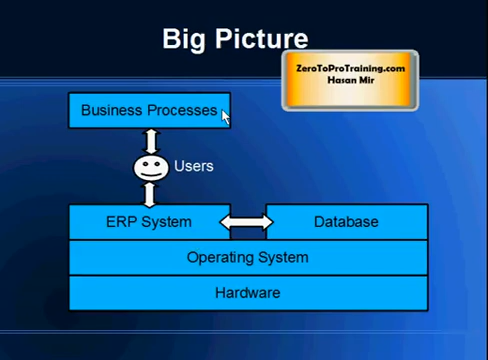 Big Picture
ZeroToProTraining.com
Hasan Mir
Business Processes
Users
ERP System
Database
Operating System
Hardware